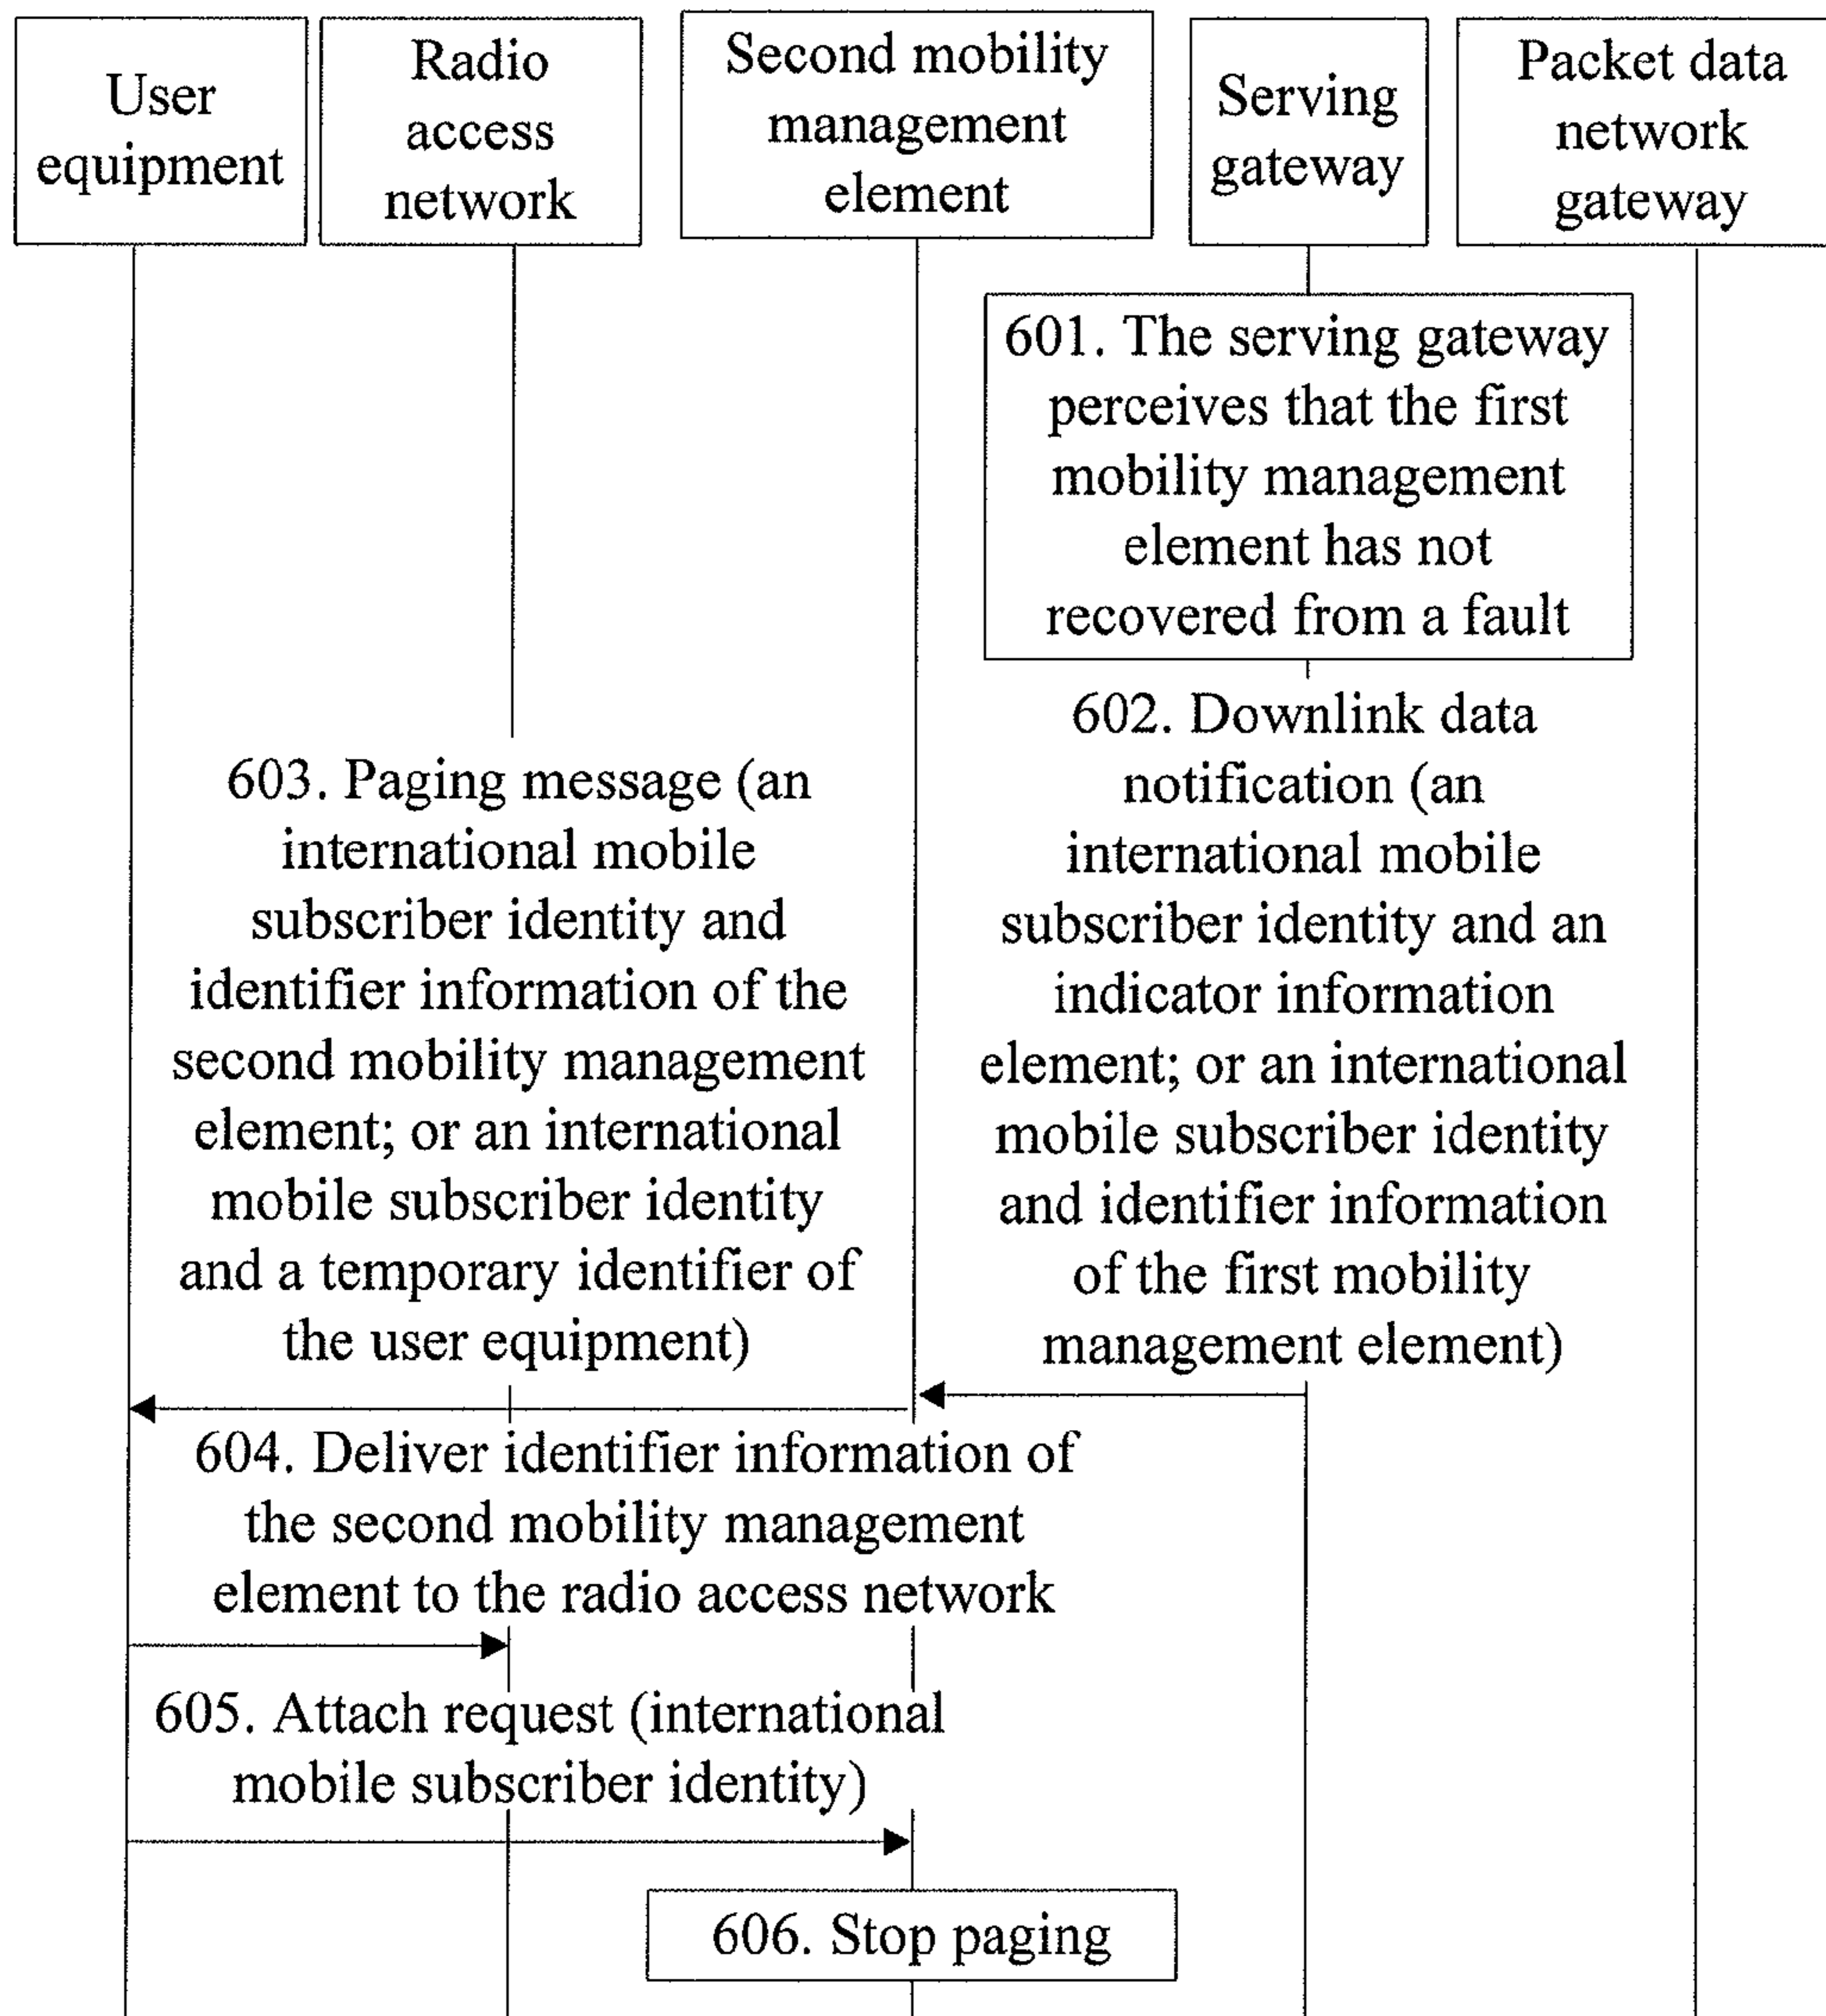 User
equipment
Radio
access
network
Second mobility
management
element
Serving
gateway
Packet data
network
gateway
601. The serving gateway
perceives that the first
mobility management
element has not
recovered from a fault
602. Downlink data
notification (an
international mobile
subscriber identity and an
indicator information
element; or an international
mobile subscriber identity
and identifier information
of the first mobility
management element)
603. Paging message (an
international mobile
subscriber identity and
identifier information of the
second mobility management
element; or an international
mobile subscriber identity
and a temporary identifier of
the user equipment)
604. Deliver identifier information of
the second mobility management
element to the radio access network
605. Attach request (international
mobile subscriber identity)
606. Stop paging